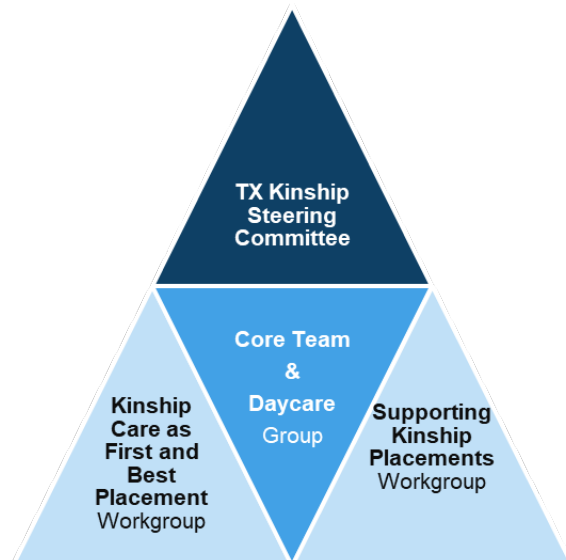 TX Kinship
Steering
Committee
Core Team
&
Daycare
Group
Kinship
Care as
First and
Best
Placement
Workgroup
Supporting
Kinship
Placements
Workgroup